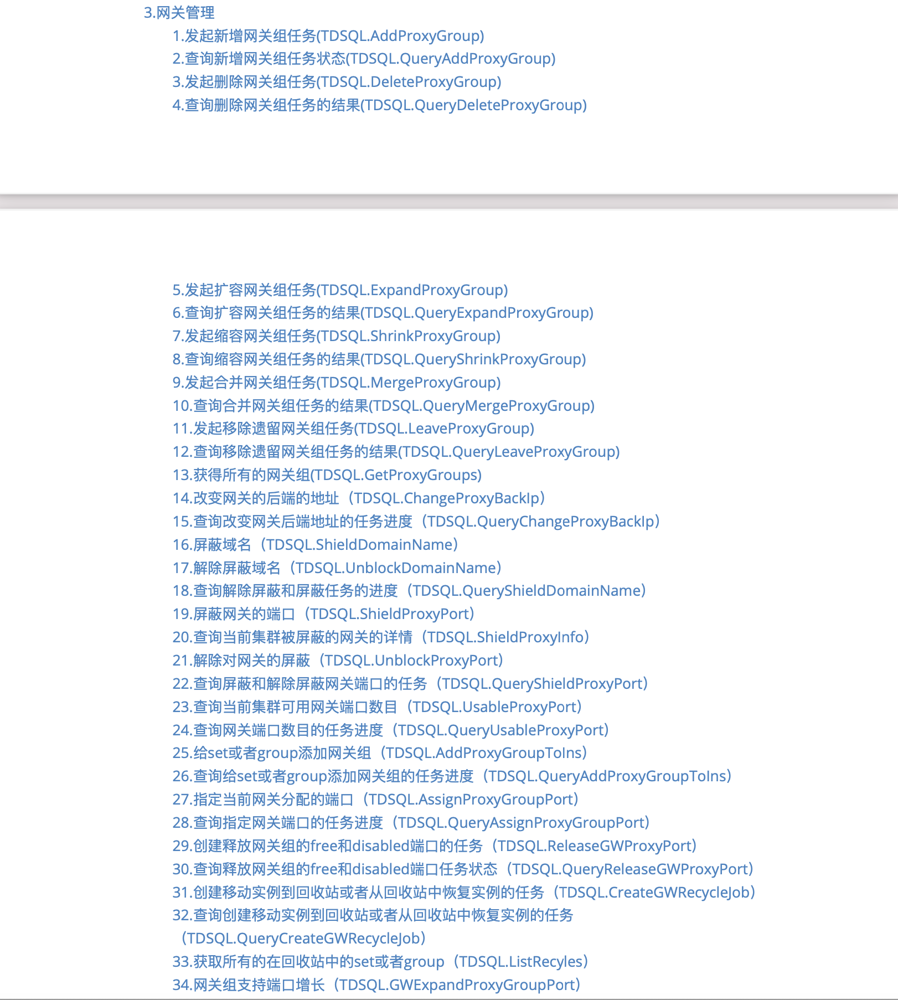 3.网关管理
1.发起新增网关组任务(TDSQL.AddProxyGroup)
2.查询新增网关组任务状态(TDSQL.QueryAddProxyGroup)
3.发起删除网关组任务(TDSQL.DeleteProxyGroup)
4.查询删除网关组任务的结果(TDSQL.QueryDeleteProxyGroup)
5.发起扩容网关组任务(TDSQL.ExpandProxyGroup)
6.查询扩容网关组任务的结果(TDSQL.QueryExpandProxyGroup)
7.发起缩容网关组任务(TDSQL.ShrinkProxyGroup)
8.查询缩容网关组任务的结果(TDSQL.QueryShrinkProxyGroup)
9.发起合并网关组任务(TDSQL.MergeProxyGroup)
10.查询合并网关组任务的结果(TDSQL.QueryMergeProxyGroup)
11.发起移除遗留网关组任务(TDSQL.LeaveProxyGroup)
12.查询移除遗留网关组任务的结果(TDSQL.QueryLeaveProxyGroup)
13.获得所有的网关组(TDSQL.GetProxyGroups)
14.改变网关的后端的地址（TDSQL.ChangeProxyBackIp）
15.查询改变网关后端地址的任务进度（TDSQL.QueryChangeProxyBackIp）
16.屏蔽域名（TDSQL.ShieldDomainName）
17.解除屏蔽域名（TDSQL.UnblockDomainName）
18.查询解除屏蔽和屏蔽任务的进度（TDSQL.QueryShieldDomainName）
19.屏蔽网关的端口（TDSQL.ShieldProxyPort）
20.查询当前集群被屏蔽的网关的详情（TDSQL.ShieldProxyInfo）
21.解除对网关的屏蔽（TDSQL.UnblockProxyPort）
22.查询屏蔽和解除屏蔽网关端口的任务（TDSQL.QueryShieldProxyPort）
23.查询当前集群可用网关端口数目（TDSQL.UsableProxyPort）
24.查询网关端口数目的任务进度（TDSQL.QueryUsableProxyPort）
25.给set或者group添加网关组（TDSQL.AddProxyGroupToIns）
26.查询给set或者group添加网关组的任务进度（TDSQL.QueryAddProxyGroupToIns）
27.指定当前网关分配的端口（TDSQL.AssignProxyGroupPort）
28.查询指定网关端口的任务进度（TDSQL.QueryAssignProxyGroupPort）
29.创建释放网关组的free和disabled端口的任务（TDSQL.ReleaseGWProxyPort）
30.查询释放网关组的free和disabled端口任务状态（TDSQL.QueryReleaseGWProxyPort）
31.创建移动实例到回收站或者从回收站中恢复实例的任务（TDSQL.CreateGWRecycleJob）
32.查询创建移动实例到回收站或者从回收站中恢复实例的任务
（TDSQL.QueryCreateGWRecycleJob）
33.获取所有的在回收站中的set或者group（TDSQL.ListRecyles）
34.网关组支持端口增长（TDSQL.GWExpandProxyGroupPort）